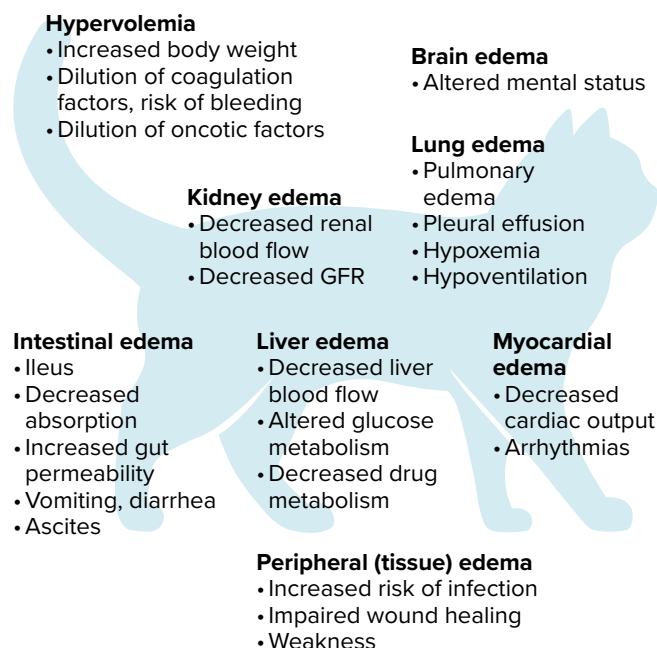 Hypervolemia
• Increased body weight
• Dilution of coagulation
factors, risk of bleeding
• Dilution of oncotic factors
Brain edema
• Altered mental status
Lung edema
• Pulmonary
edema
• Pleural effusion
• Hypoxemia
• Hypoventilation
Kidney edema
• Decreased renal
blood flow
• Decreased GFR
Intestinal edema
• Ileus
• Decreased
absorption
• Increased gut
permeability
• Vomiting, diarrhea
• Ascites
Liver edema
• Decreased liver
blood flow
• Altered glucose
metabolism
• Decreased drug
metabolism
Myocardial
edema
• Decreased
cardiac output
• Arrhythmias
Peripheral (tissue) edema
• Increased risk of infection
• Impaired wound healing
• Weakness